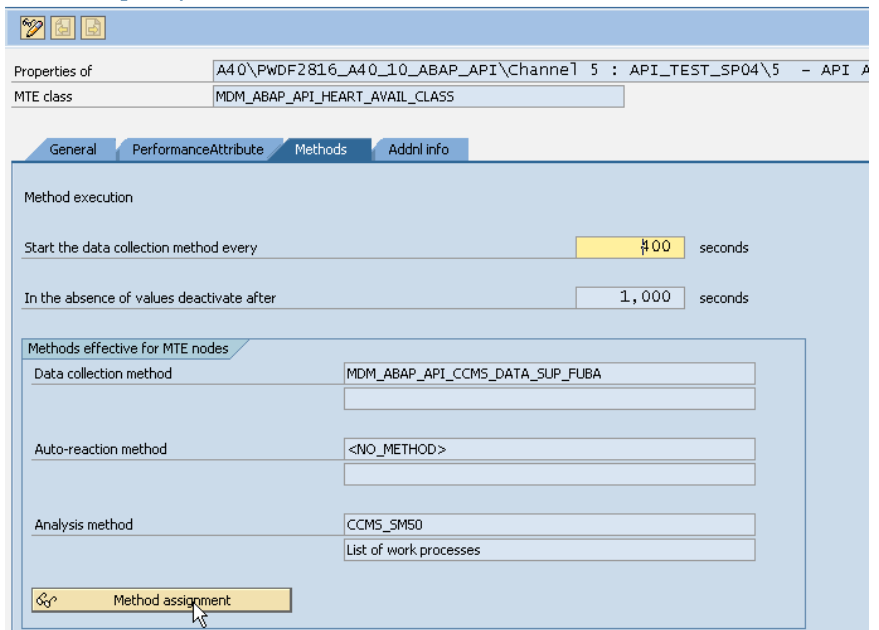 Properties of A40\PWDF2816_A40_10_ABAP_API\Channel 5 : API_TEST_SP04\5 - API A
MTE class MDM_ABAP_API_HEART_AVAIL_CLASS
General PerformanceAttribute Methods Addnl info
Method execution
Start the data collection method every 400 seconds
In the absence of values deactivate after 1,000 seconds
Methods effective for MTE nodes
Data collection method MDM_ABAP_API_CCMS_DATA_SUP_FUBA
Auto-reaction method <NO_METHOD>
Analysis method CCMS_SM50
List of work processes
Method assignment